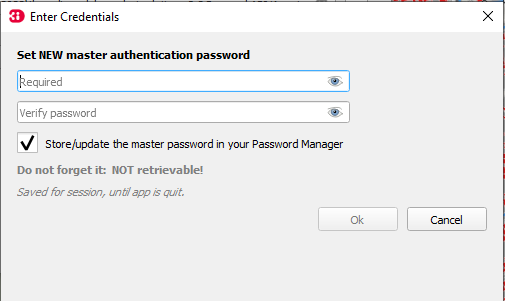 Enter Credentials
Set NEW master authentication password
Required
Verify password
Store/update the master password in your Password Manager
Do not forget it: NOT retrievable!
Saved for session, until app is quit.
Ok
Cancel